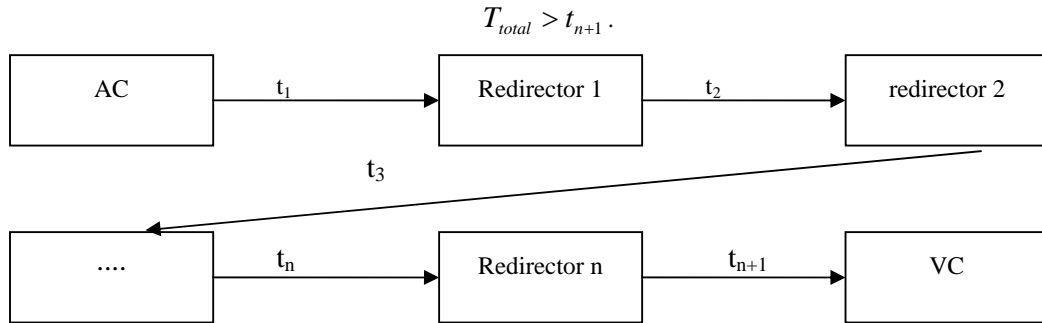 T_total > t_n+1.
AC t₁ Redirector 1 t₂ redirector 2
t₃
.... tₙ Redirector n tₙ₊₁ VC